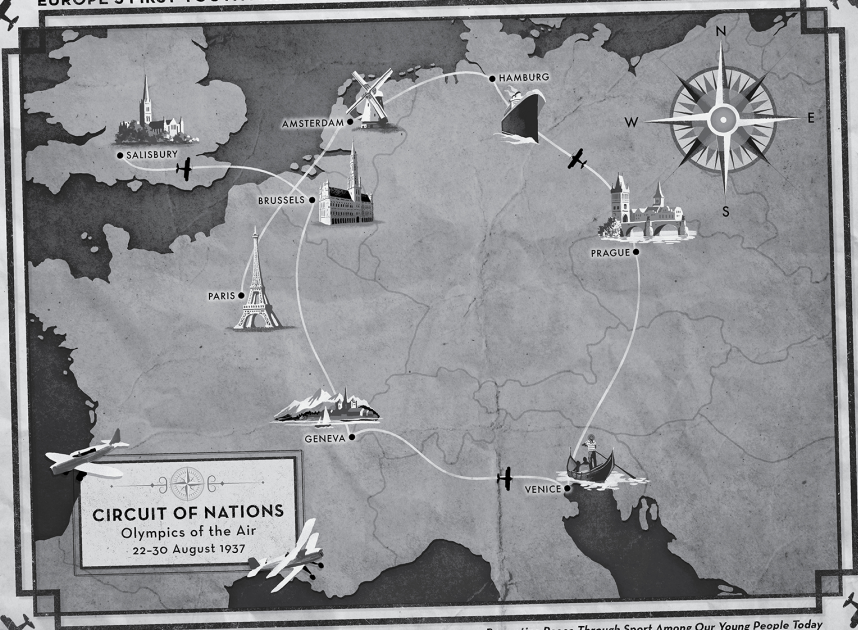 EUROPE'S FIRST
N
HAMBURG
AMSTERDAM
W
E
SALISBURY
BRUSSELS
S
PRAGUE
PARIS
GENEVA
VENICE
CIRCUIT OF NATIONS
Olympics of the Air
22–30 August 1937
Peace Through Sport Among Our Young People Today